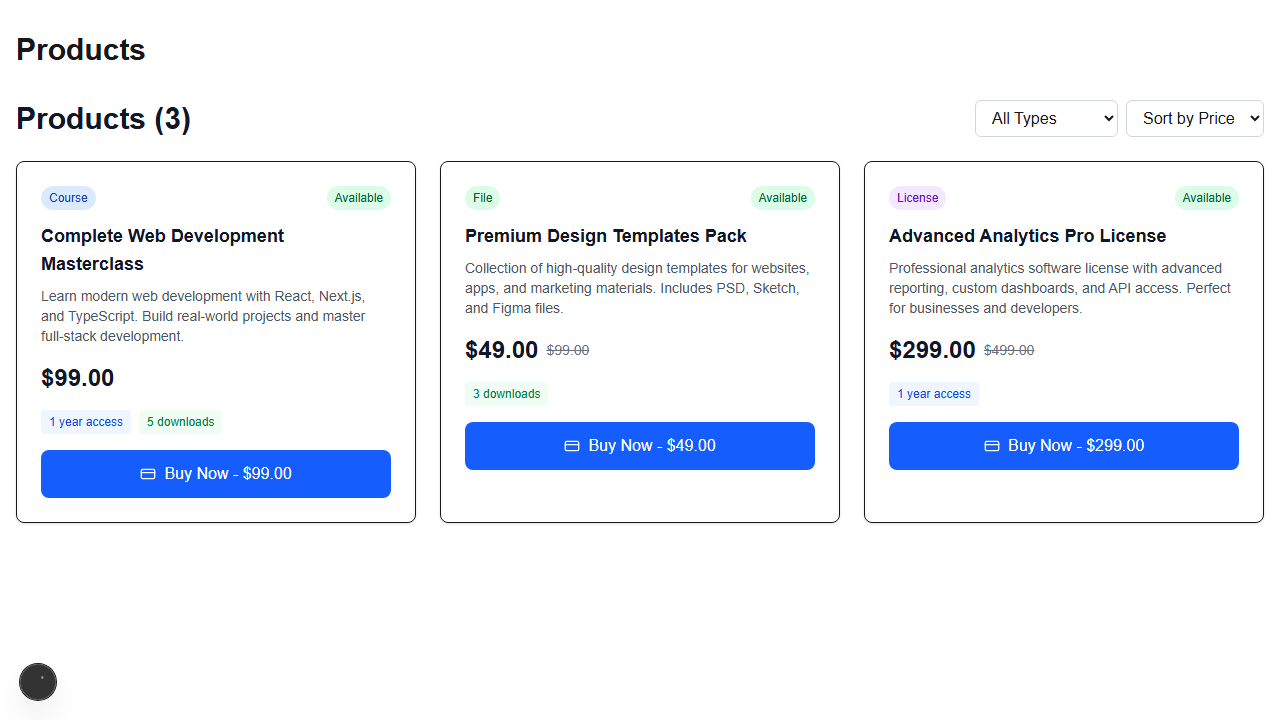 Products
Products (3)
All Types
Sort by Price
Course
Available
Complete Web Development
Masterclass
Learn modern web development with React, Next.js,
and TypeScript. Build real-world projects and master
full-stack development.
$99.00
1 year access
5 downloads
Buy Now - $99.00
File
Available
Premium Design Templates Pack
Collection of high-quality design templates for websites,
apps, and marketing materials. Includes PSD, Sketch,
and Figma files.
$49.00 $99.00
3 downloads
Buy Now - $49.00
License
Available
Advanced Analytics Pro License
Professional analytics software license with advanced
reporting, custom dashboards, and API access. Perfect
for businesses and developers.
$299.00 $499.00
1 year access
Buy Now - $299.00